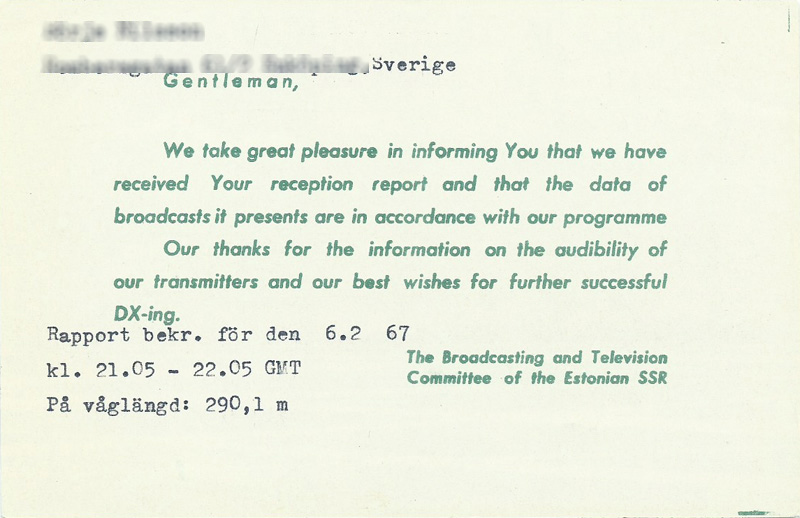 Sverige
Gentleman,
We take great pleasure in informing You that we have
received Your reception report and that the data of
broadcasts it presents are in accordance with our programme
Our thanks for the information on the audibility of
our transmitters and our best wishes for further successful
DX-ing.
Rapport bekr. för den 6.2 67
kl. 21.05 - 22.05 GMT
På våglängd: 290,1 m
The Broadcasting and Television
Committee of the Estonian SSR